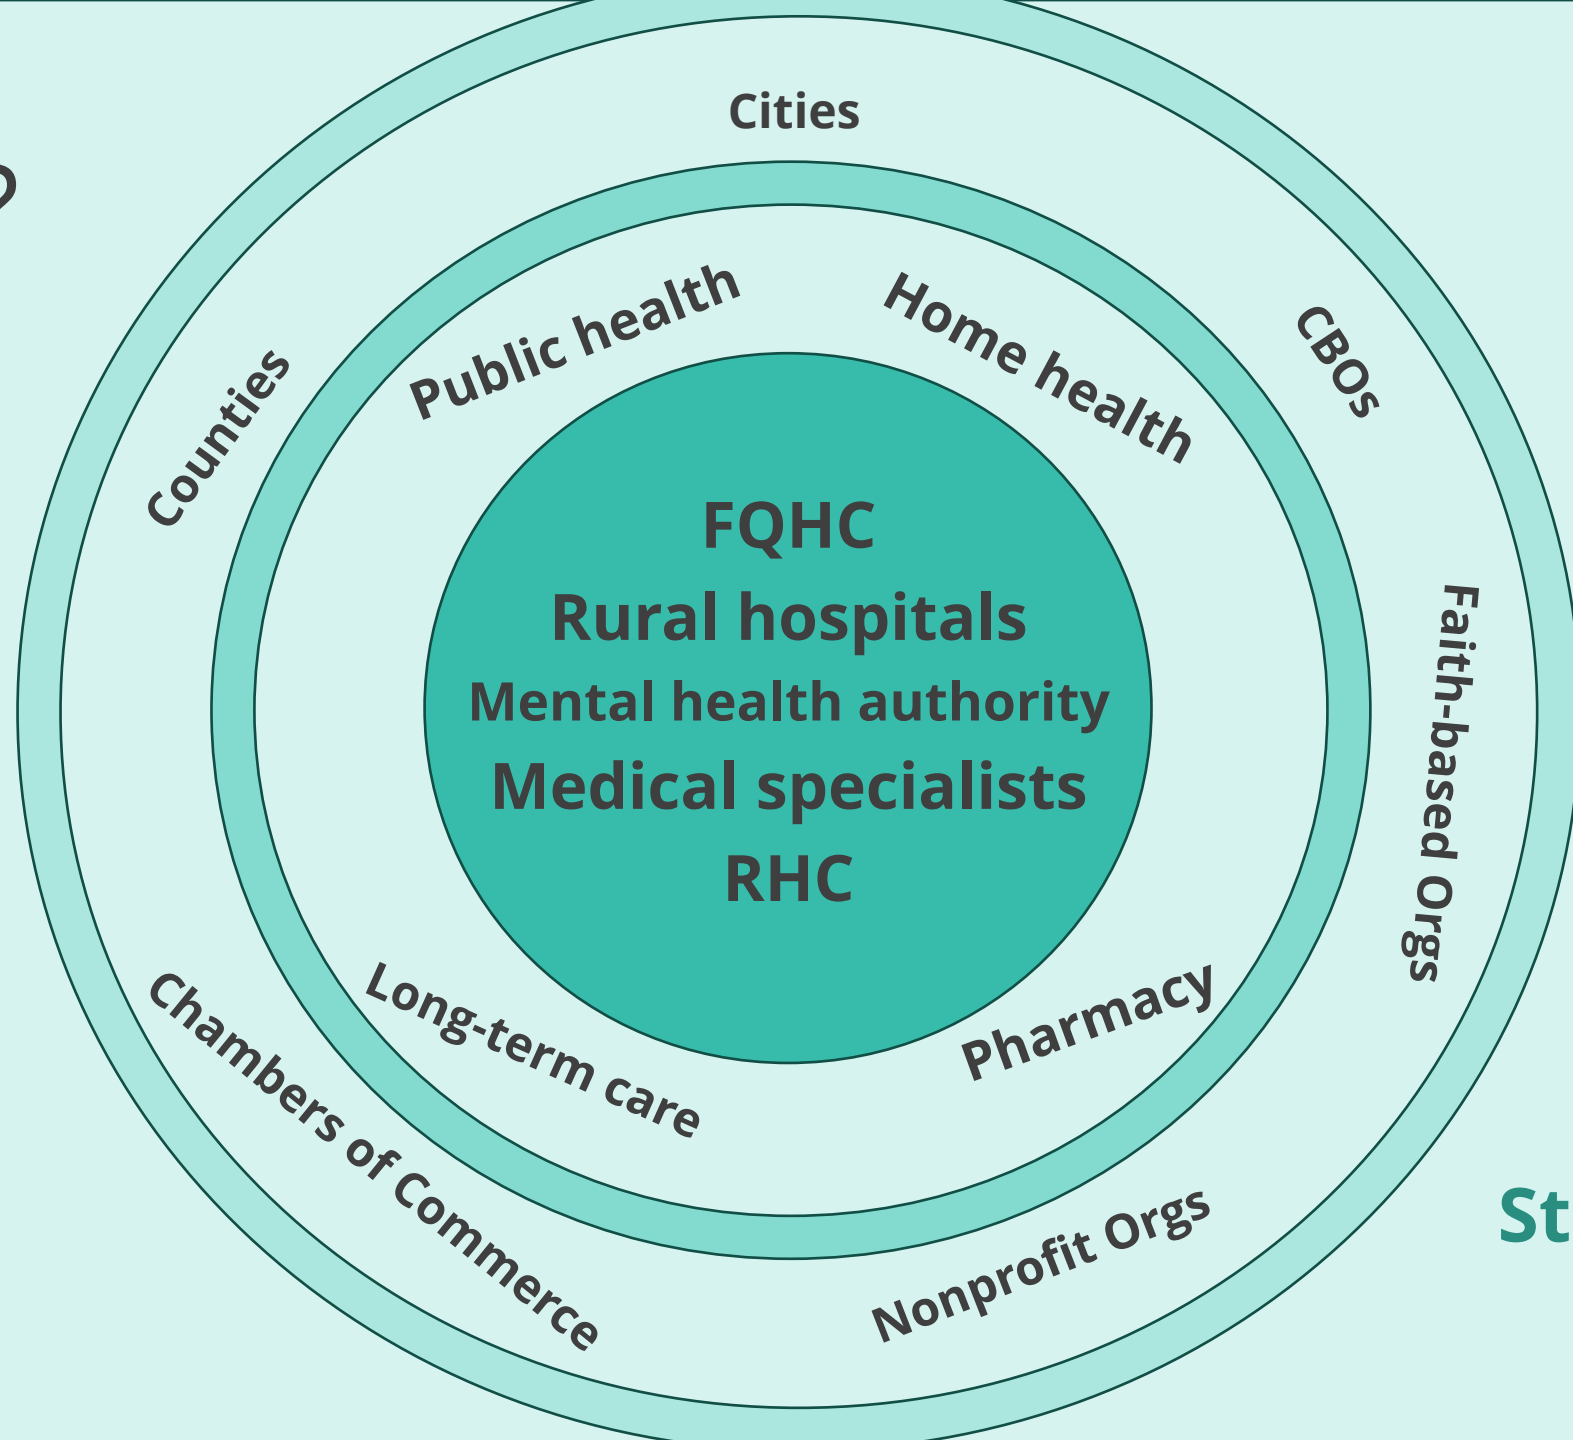 Cities
Counties
CBOs
Public health
Home health
FQHC
Rural hospitals
Mental health authority
Medical specialists
RHC
Faith-based Orgs
Long-term care
Pharmacy
Chambers of Commerce
Nonprofit Orgs
St